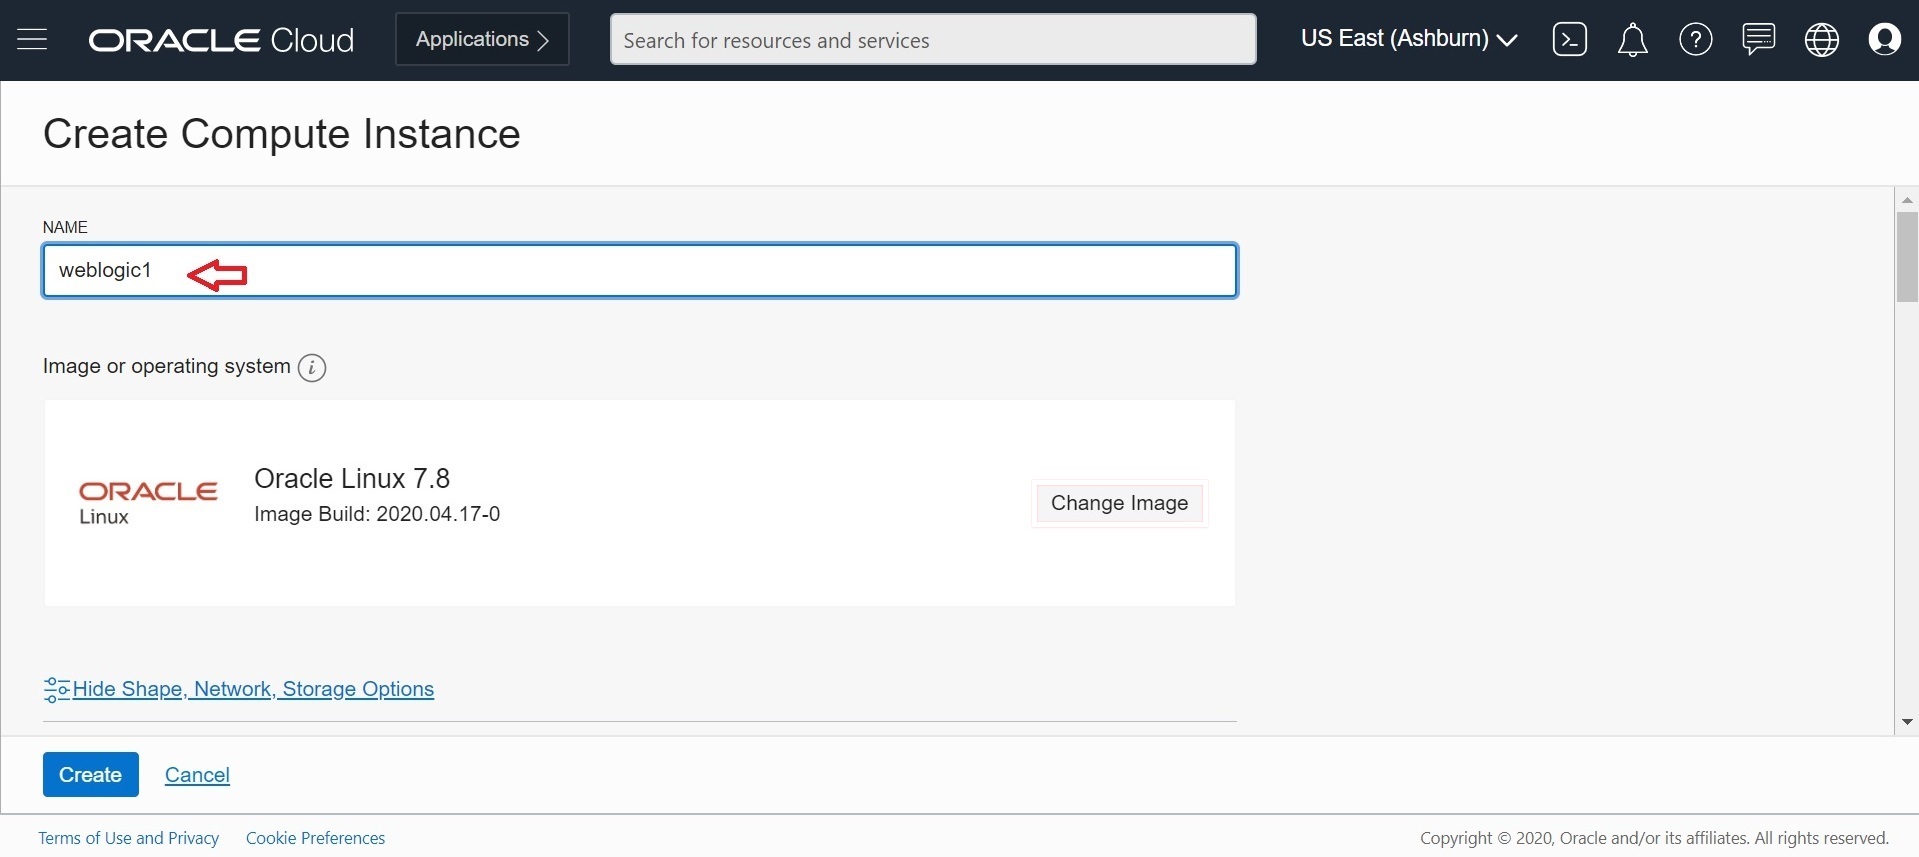 ORACLE Cloud
Applications
Search for resources and services
US East (Ashburn)
Create Compute Instance
NAME
weblogic1
Image or operating system
ORACLE
Linux
Oracle Linux 7.8
Image Build: 2020.04.17-0
Change Image
Hide Shape, Network, Storage Options
Create
Cancel
Terms of Use and Privacy
Cookie Preferences
Copyright © 2020, Oracle and/or its affiliates. All rights reserved.